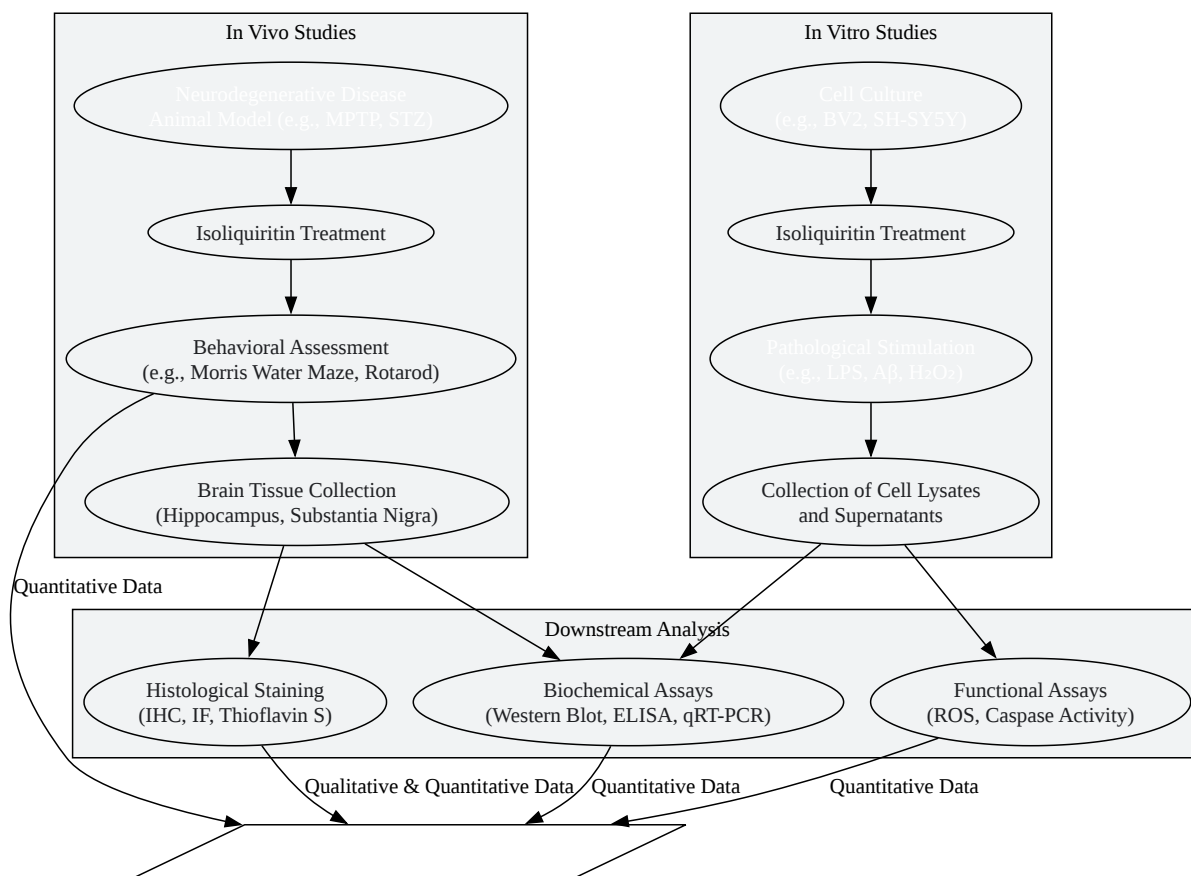 In Vivo Studies
Neurodegenerative Disease
Animal Model (e.g., MPTP, STZ)
Isoliquiritin Treatment
Behavioral Assessment
(e.g., Morris Water Maze, Rotarod)
Brain Tissue Collection
(Hippocampus, Substantia Nigra)
In Vitro Studies
Cell Culture
(e.g., BV2, SH-SY5Y)
Isoliquiritin Treatment
Pathological Stimulation
(e.g., LPS, Aβ, H₂O₂)
Collection of Cell Lysates
and Supernatants
Quantitative Data
Downstream Analysis
Histological Staining
(IHC, IF, Thioflavin S)
Biochemical Assays
(Western Blot, ELISA, qRT-PCR)
Functional Assays
(ROS, Caspase Activity)
Qualitative & Quantitative Data
Quantitative Data
Quantitative Data